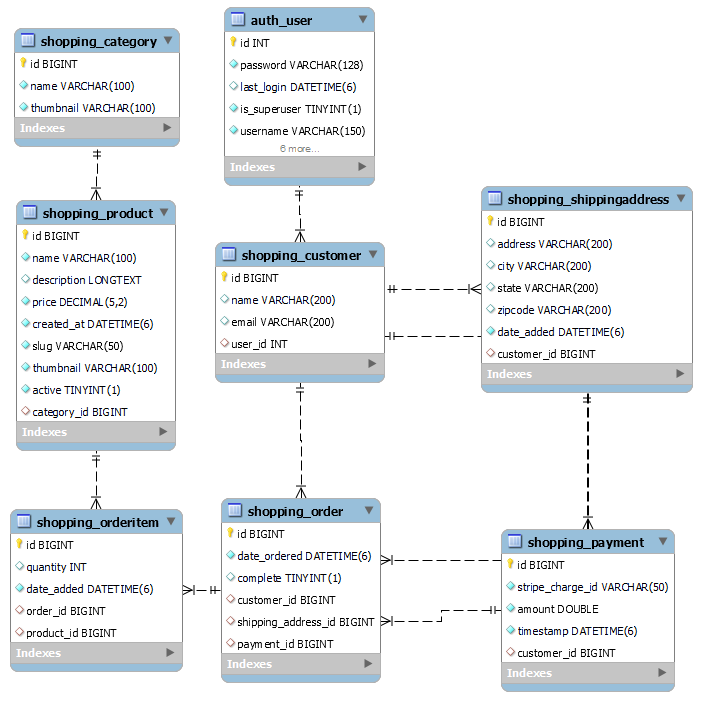 shopping_category
id BIGINT
name VARCHAR(100)
thumbnail VARCHAR(100)
Indexes
auth_user
id INT
password VARCHAR(128)
last_login DATETIME(6)
is_superuser TINYINT(1)
username VARCHAR(150)
6 more...
Indexes
shopping_product
id BIGINT
name VARCHAR(100)
description LONGTEXT
price DECIMAL(5,2)
created_at DATETIME(6)
slug VARCHAR(50)
thumbnail VARCHAR(100)
active TINYINT(1)
category_id BIGINT
Indexes
shopping_customer
id BIGINT
name VARCHAR(200)
email VARCHAR(200)
user_id INT
Indexes
shopping_shippingaddress
id BIGINT
address VARCHAR(200)
city VARCHAR(200)
state VARCHAR(200)
zipcode VARCHAR(200)
date_added DATETIME(6)
customer_id BIGINT
Indexes
shopping_orderitem
id BIGINT
quantity INT
date_added DATETIME(6)
order_id BIGINT
product_id BIGINT
Indexes
shopping_order
id BIGINT
date_ordered DATETIME(6)
complete TINYINT(1)
customer_id BIGINT
shipping_address_id BIGINT
payment_id BIGINT
Indexes
shopping_payment
id BIGINT
stripe_charge_id VARCHAR(50)
amount DOUBLE
timestamp DATETIME(6)
customer_id BIGINT
Indexes